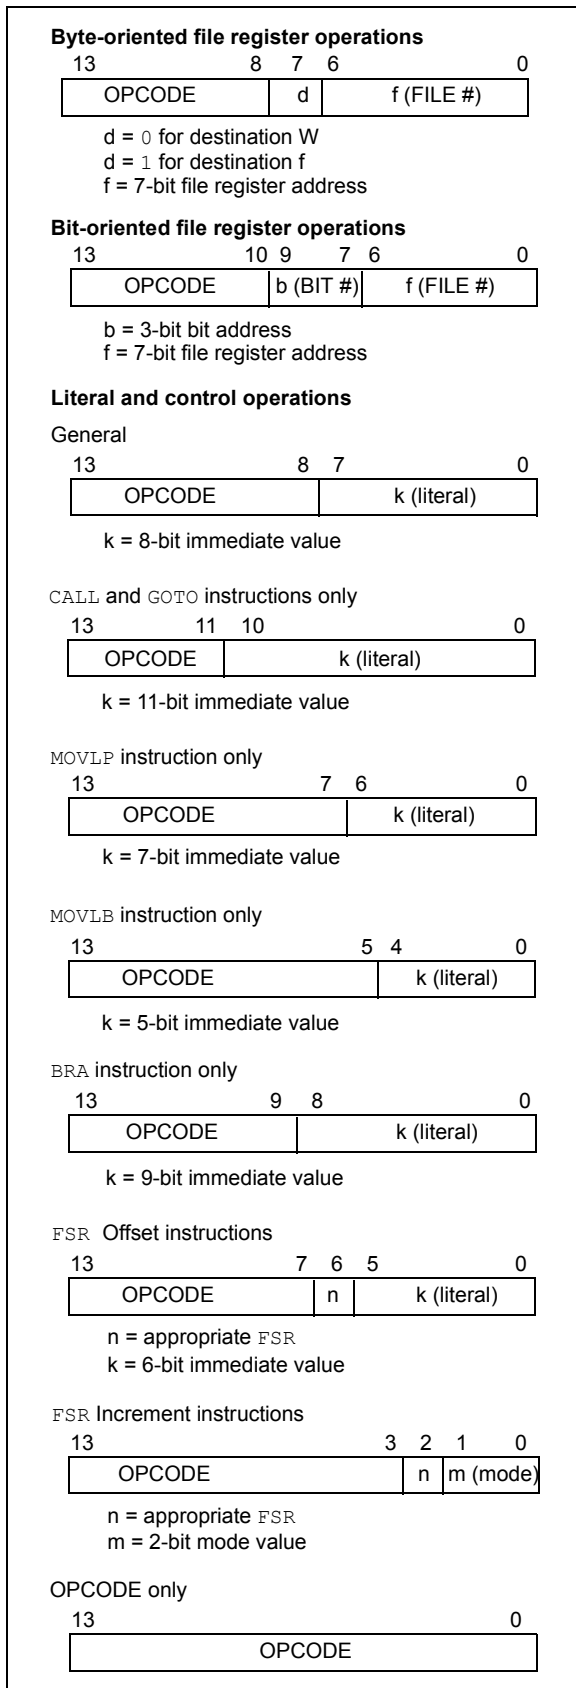 Byte-oriented file register operations
13 8 7 6 0
OPCODE d f (FILE #)
d = 0 for destination W
d = 1 for destination f
f = 7-bit file register address
Bit-oriented file register operations
13 10 9 7 6 0
OPCODE b (BIT #) f (FILE #)
b = 3-bit bit address
f = 7-bit file register address
Literal and control operations
General
13 8 7 0
OPCODE k (literal)
k = 8-bit immediate value
CALL and GOTO instructions only
13 11 10 0
OPCODE k (literal)
k = 11-bit immediate value
MOVLP instruction only
13 7 6 0
OPCODE k (literal)
k = 7-bit immediate value
MOVLB instruction only
13 5 4 0
OPCODE k (literal)
k = 5-bit immediate value
BRA instruction only
13 9 8 0
OPCODE k (literal)
k = 9-bit immediate value
FSR Offset instructions
13 7 6 5 0
OPCODE n k (literal)
n = appropriate FSR
k = 6-bit immediate value
FSR Increment instructions
13 3 2 1 0
OPCODE n m (mode)
n = appropriate FSR
m = 2-bit mode value
OPCODE only
13 0
OPCODE